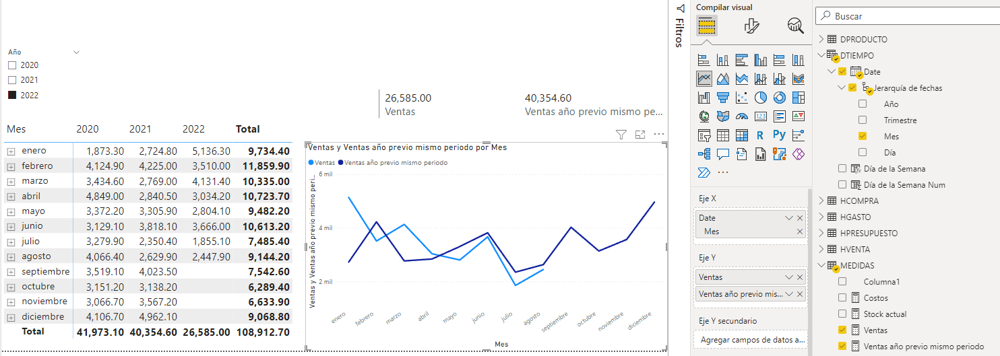 Año
2020
2021
2022
26,585.00
Ventas
40,354.60
Ventas año previo mismo pe...
Mes 2020 2021 2022 Total
enero 1,873.30 2,724.80 5,136.30 9,734.40
febrero 4,124.90 4,225.00 3,510.00 11,859.90
marzo 3,434.60 2,769.00 4,131.40 10,335.00
abril 4,849.00 2,840.50 3,034.20 10,723.70
mayo 3,372.20 3,305.90 2,804.10 9,482.20
junio 3,129.10 3,818.10 3,666.00 10,613.20
julio 3,279.90 2,350.40 1,855.10 7,485.40
agosto 4,066.40 2,629.90 2,447.90 9,144.20
septiembre 3,519.10 4,023.50 7,542.60
octubre 3,151.20 3,138.20 6,289.40
noviembre 3,066.70 3,567.20 6,633.90
diciembre 4,106.70 4,962.10 9,068.80
Total 41,973.10 40,354.60 26,585.00 108,912.70
Ventas y Ventas año previo mismo periodo por Mes
Ventas Ventas año previo mismo periodo
Ventas y Ventas año previo mismo peri...
6 mil
4 mil
2 mil
enero febrero marzo abril mayo junio julio agosto septiembre octubre noviembre diciembre
Mes
Filtros
Compilar visual
R Py
123
Eje X
Date
Mes
Eje Y
Ventas
Ventas año previo mis...
Eje Y secundario
Agregar campos de datos a...
Buscar
DPRODUCTO
DTIEMPO
Date
Jerarquía de fechas
Año
Trimestre
Mes
Día
Día de la Semana
Día de la Semana Num
HCOMPRA
HGASTO
HPRESUPUESTO
HVENTA
MEDIDAS
Columna1
Costos
Stock actual
Ventas
Ventas año previo mismo periodo